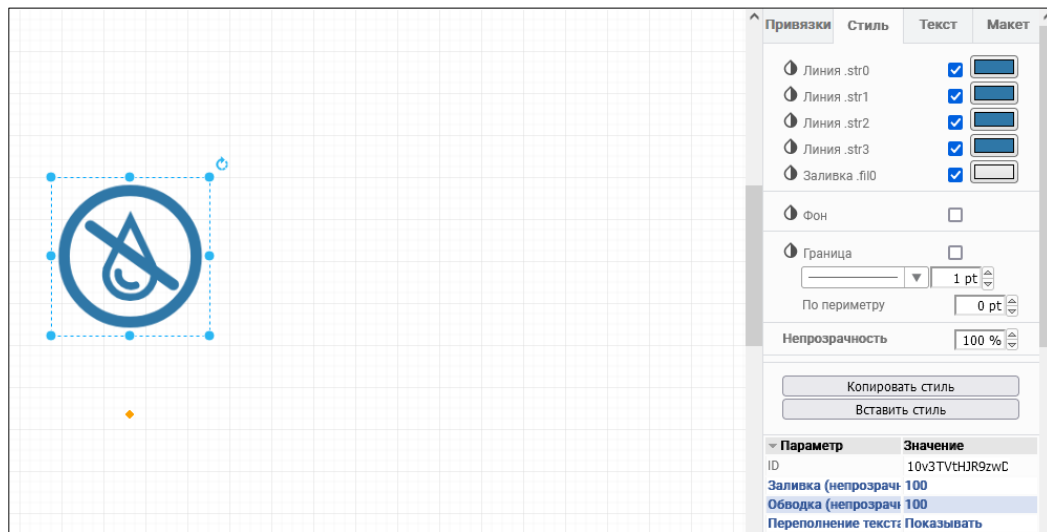 Привязки Стиль Текст Макет
Линия .str0
Линия .str1
Линия .str2
Линия .str3
Заливка .fil0
Фон
Граница
1 pt
По периметру 0 pt
Непрозрачность 100 %
Копировать стиль
Вставить стиль
Параметр Значение
ID 10v3TVtHJR9zwD
Заливка (непрозрачн 100
Обводка (непрозрачн 100
Переполнение текста Показывать